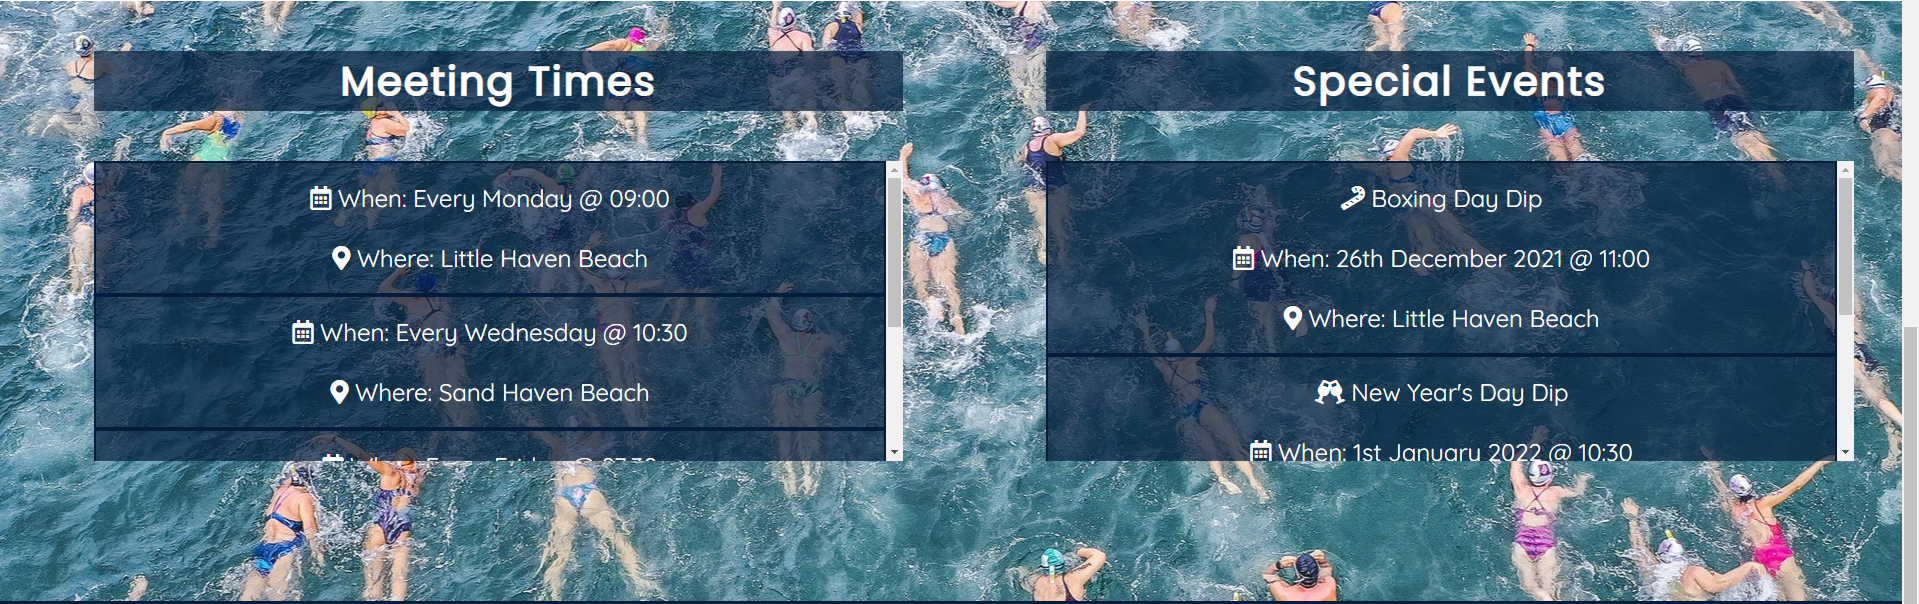 Meeting Times
When: Every Monday @ 09:00
Where: Little Haven Beach
When: Every Wednesday @ 10:30
Where: Sand Haven Beach
Special Events
Boxing Day Dip
When: 26th December 2021 @ 11:00
Where: Little Haven Beach
New Year's Day Dip
When: 1st January 2022 @ 10:30